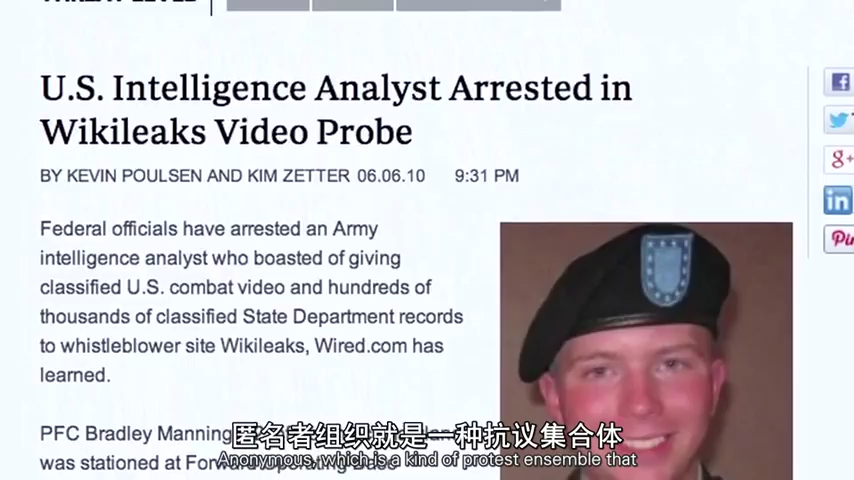 U.S. Intelligence Analyst Arrested in
Wikileaks Video Probe
BY KEVIN POULSEN AND KIM ZETTER 06.06.10 9:31 PM
Federal officials have arrested an Army
intelligence analyst who boasted of giving
classified U.S. combat video and hundreds of
thousands of classified State Department records
to whistleblower site Wikileaks, Wired.com has
learned.
PFC Bradley Manning
was stationed at Forward Operating Base
匿名者组织就是一种抗议集合体
Anonymous, which is a kind of protest ensemble that